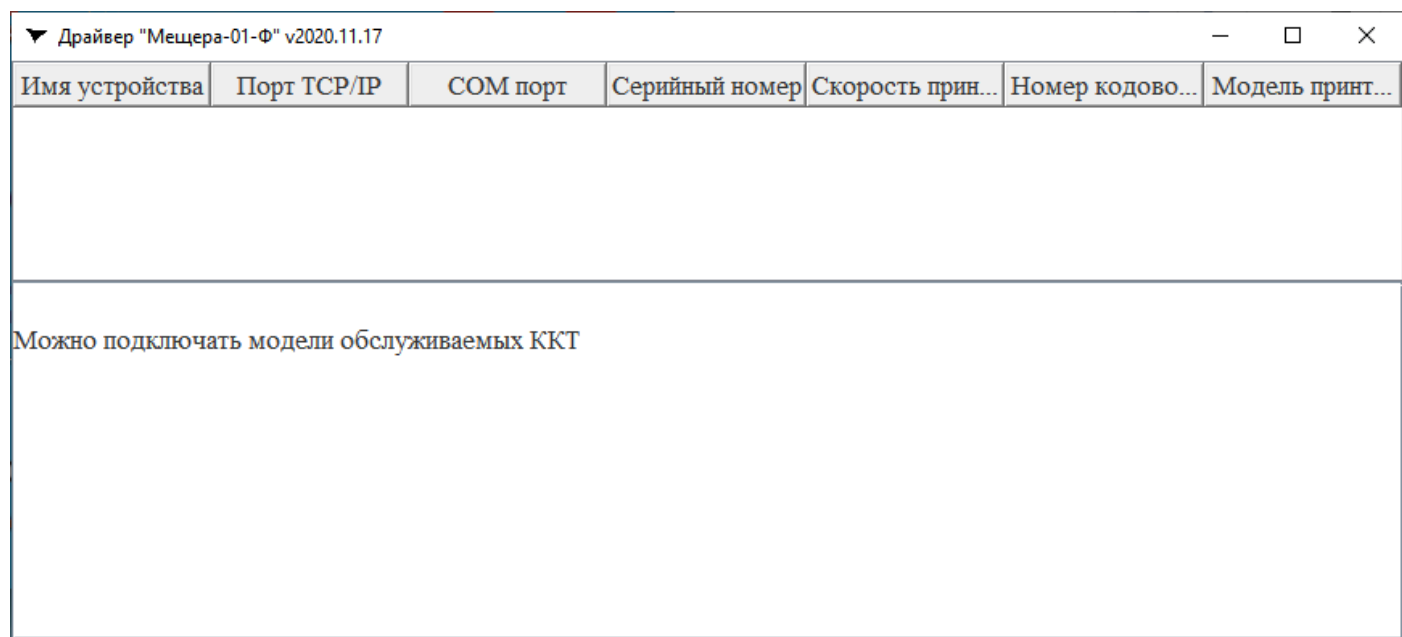 Драйвер "Мещера-01-Ф" v2020.11.17
Имя устройства Порт TCP/IP COM порт Серийный номер Скорость прин... Номер кодово... Модель принт...
Можно подключать модели обслуживаемых ККТ